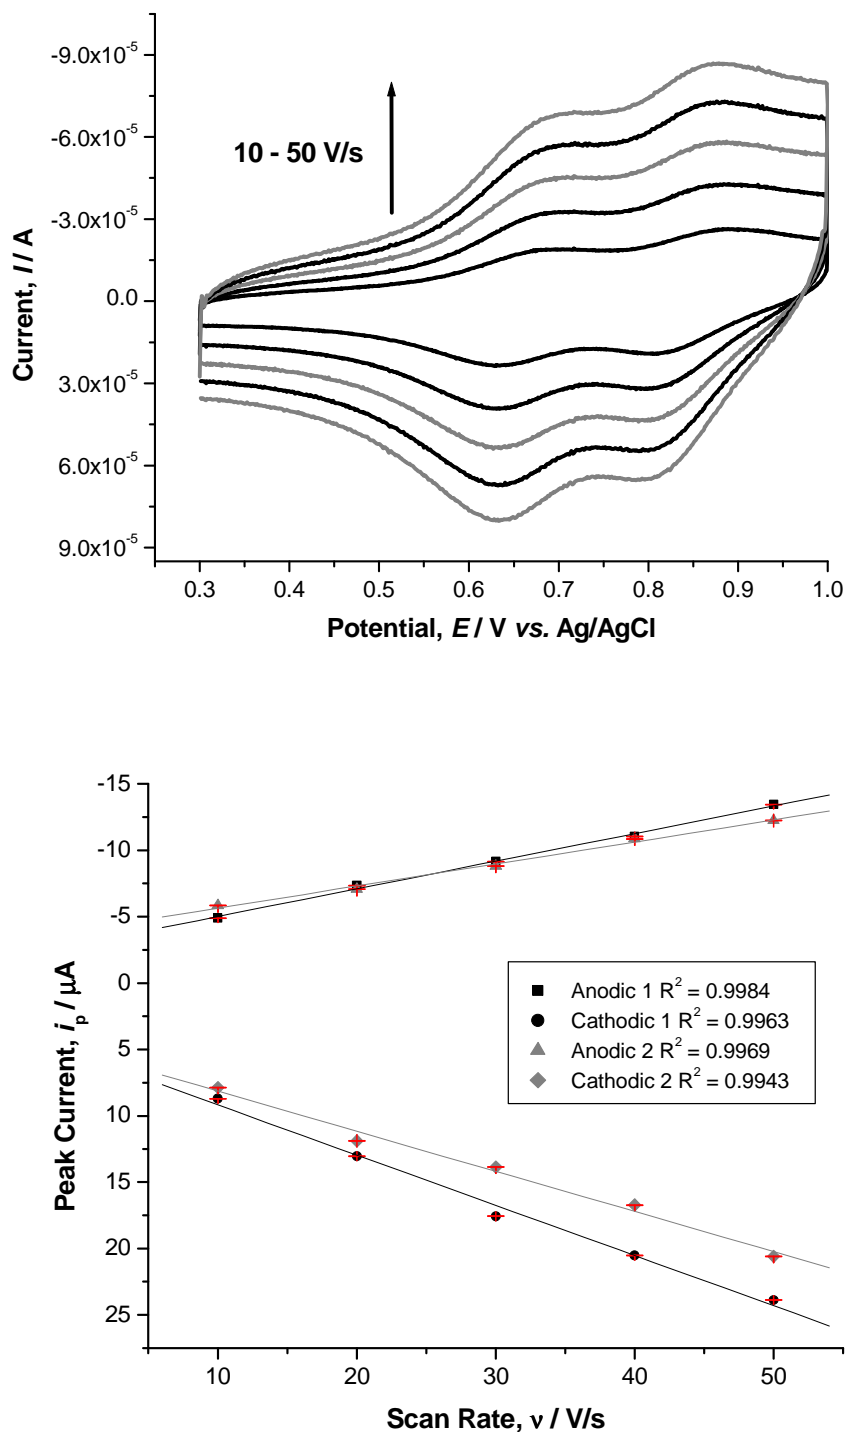 -9.0x10⁻⁵
-6.0x10⁻⁵
-3.0x10⁻⁵
0.0
3.0x10⁻⁵
6.0x10⁻⁵
9.0x10⁻⁵
Current, I / A
10 - 50 V/s
0.3 0.4 0.5 0.6 0.7 0.8 0.9 1.0
Potential, E / V vs. Ag/AgCl
-15
-10
-5
0
5
10
15
20
25
Peak Current, iₚ / μA
Anodic 1 R² = 0.9984
Cathodic 1 R² = 0.9963
Anodic 2 R² = 0.9969
Cathodic 2 R² = 0.9943
10 20 30 40 50
Scan Rate, ν / V/s